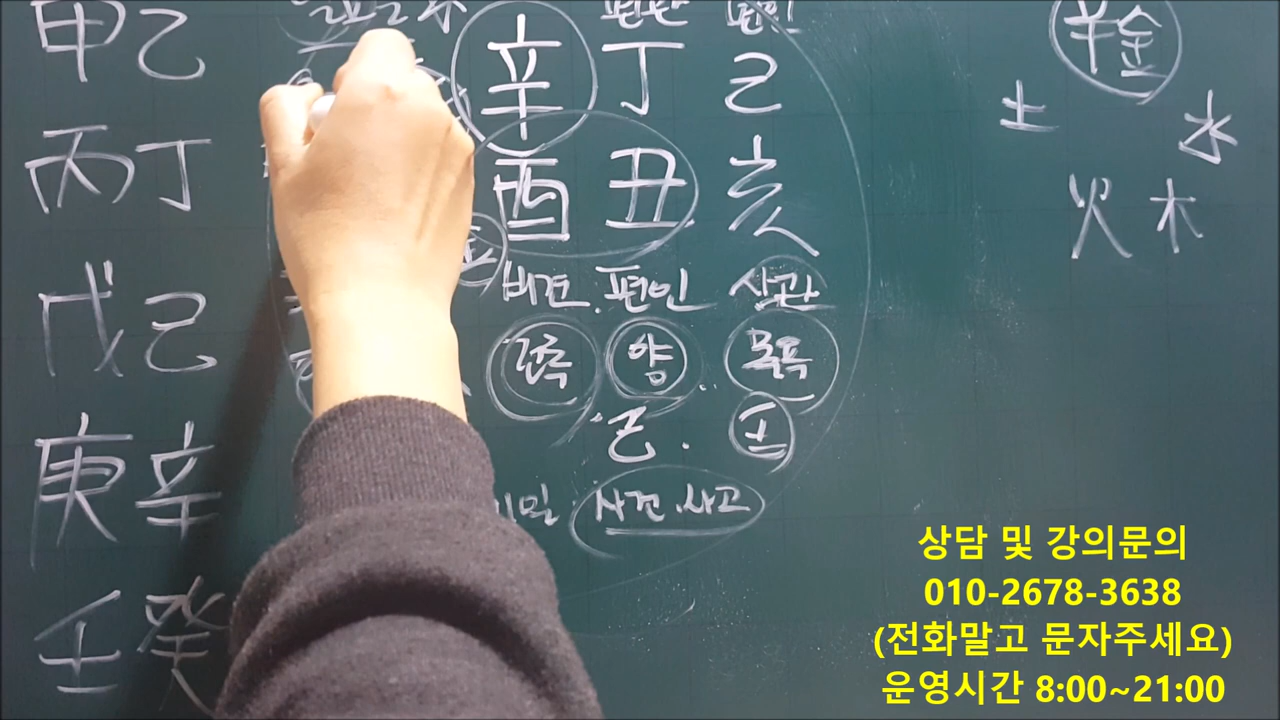 甲乙
丙丁
戊己
庚辛
壬癸
辛 丁 己
酉 丑 亥
비견 편인 상관
건록 양 목욕
사건.사고
辛金
土 水
火 木
상담 및 강의문의
010-2678-3638
(전화말고 문자주세요)
운영시간 8:00~21:00